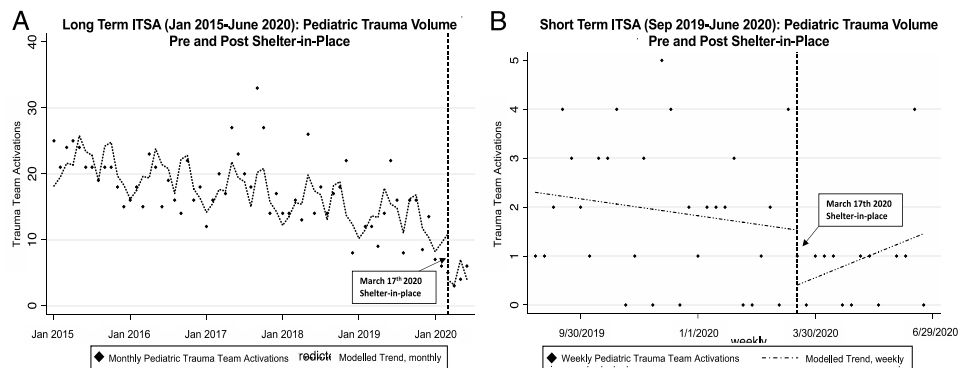 A
Long Term ITSA (Jan 2015-June 2020): Pediatric Trauma Volume
Pre and Post Shelter-in-Place
Trauma Team Activations
40
30
20
10
0
March 17th 2020
Shelter-in-place
Jan 2015 Jan 2016 Jan 2017 Jan 2018 Jan 2019 Jan 2020
Monthly Pediatric Trauma Team Activations Modelled Trend, monthly
B
Short Term ITSA (Sep 2019-June 2020): Pediatric Trauma Volume
Pre and Post Shelter-in-Place
Trauma Team Activations
5
4
3
2
1
0
March 17th 2020
Shelter-in-place
9/30/2019 1/1/2020 3/30/2020 6/29/2020
weekly
Weekly Pediatric Trauma Team Activations Modelled Trend, weekly